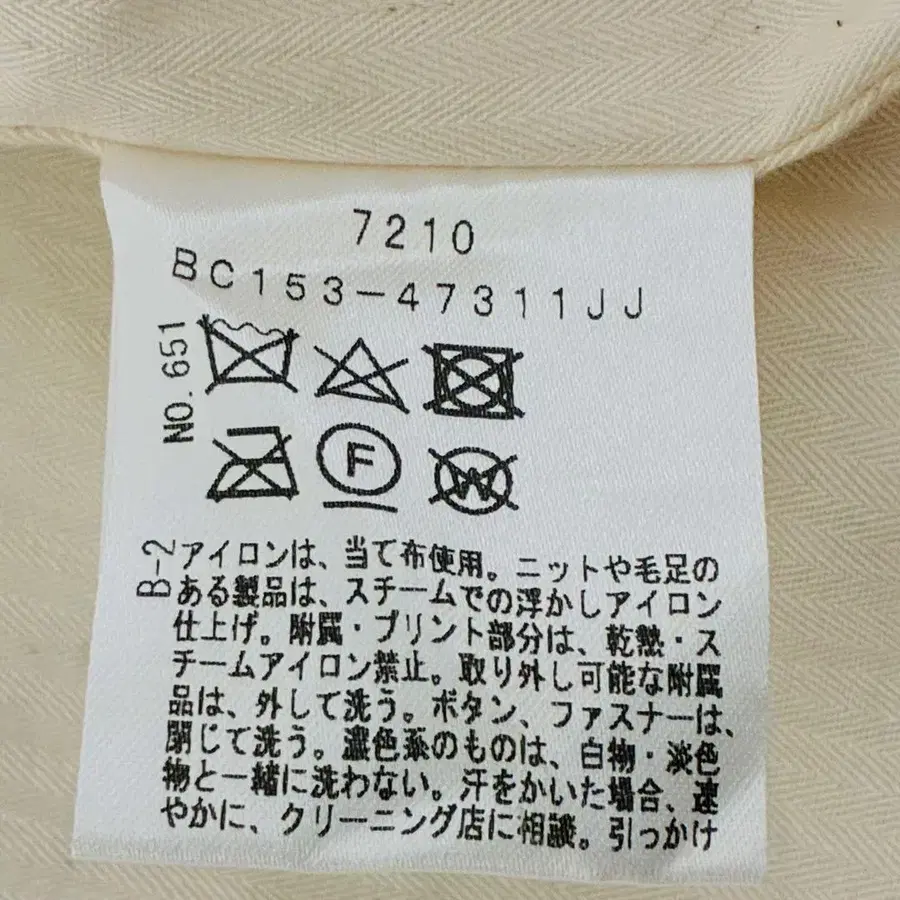 7210
BC153-47311JJ
NO. 651
F
W
B-2
アイロンは、当て布使用。ニットや毛足の
ある製品は、スチームでの浮かしアイロン
仕上げ。附属・プリント部分は、乾熱・ス
チームアイロン禁止。取り外し可能な附属
品は、外して洗う。ボタン、ファスナーは、
閉じて洗う。濃色系のものは、白物・淡色
物と一緒に洗わない。汗をかいた場合、速
やかに、クリーニング店に相談。引っかけ